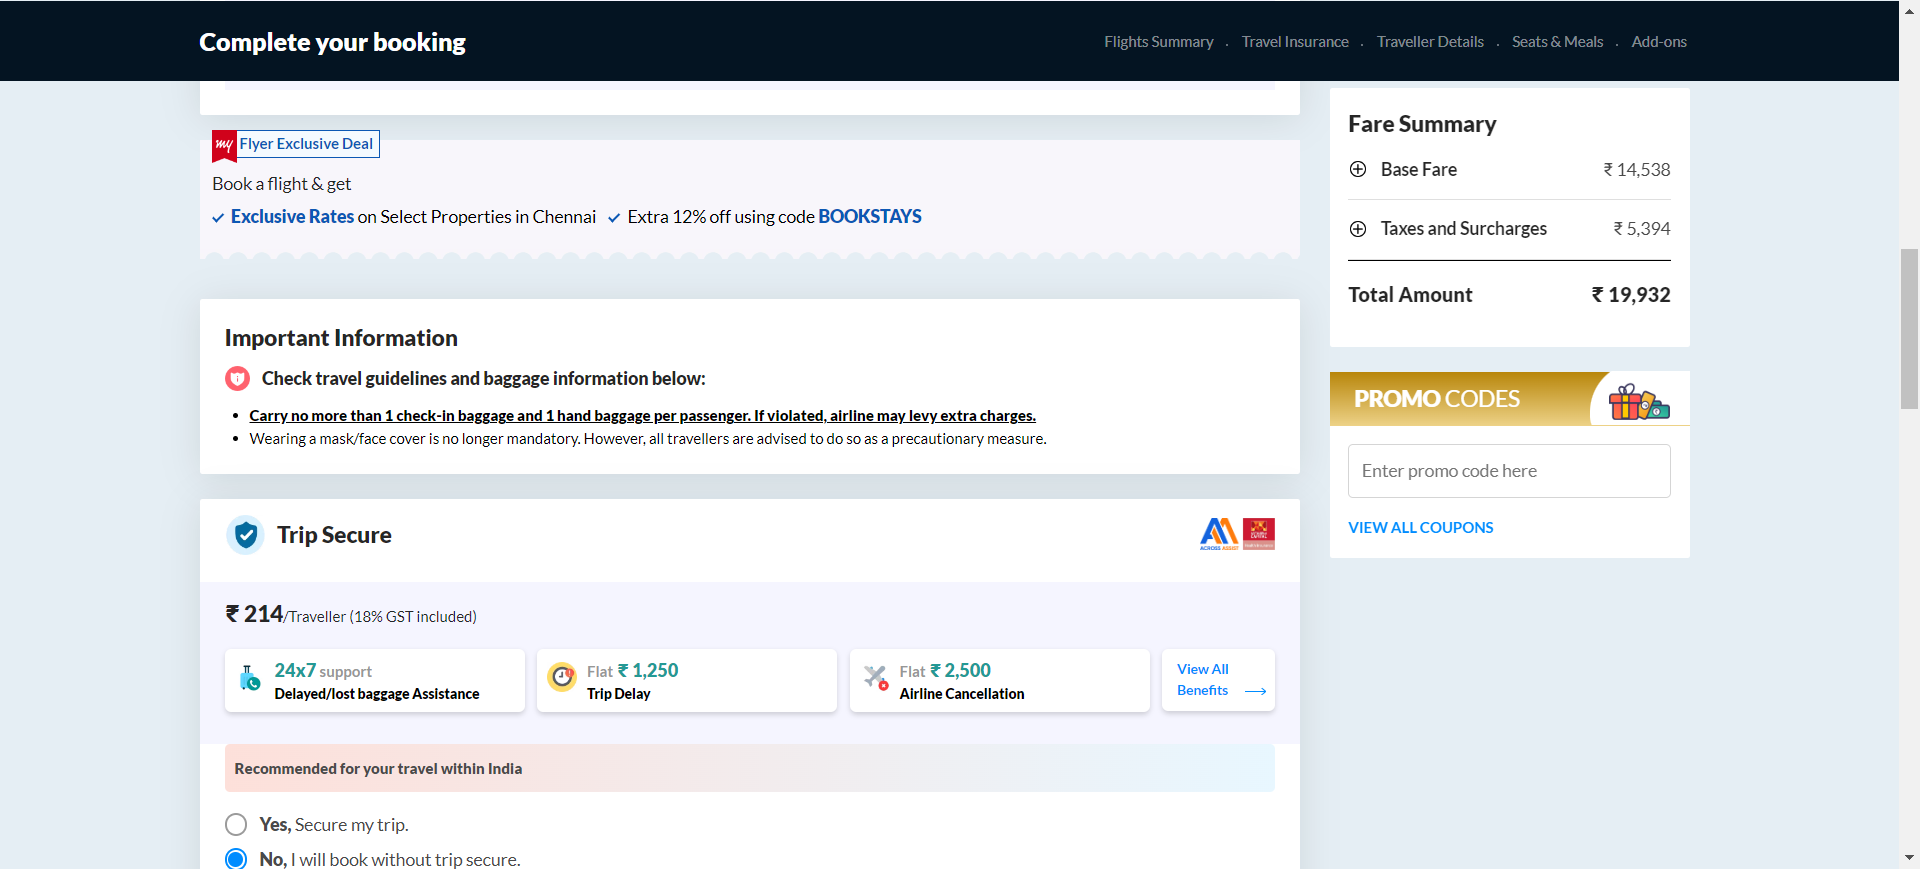 Complete your booking
Flights Summary . Travel Insurance . Traveller Details . Seats & Meals . Add-ons
my Flyer Exclusive Deal
Book a flight & get
Exclusive Rates on Select Properties in Chennai Extra 12% off using code BOOKSTAYS
Important Information
Check travel guidelines and baggage information below:
• Carry no more than 1 check-in baggage and 1 hand baggage per passenger. If violated, airline may levy extra charges.
• Wearing a mask/face cover is no longer mandatory. However, all travellers are advised to do so as a precautionary measure.
Trip Secure
ACROSS ASSIST
₹ 214/Traveller (18% GST included)
24x7 support
Delayed/lost baggage Assistance
Flat ₹ 1,250
Trip Delay
Flat ₹ 2,500
Airline Cancellation
View All
Benefits
Recommended for your travel within India
Yes, Secure my trip.
No, I will book without trip secure.
Fare Summary
Base Fare ₹ 14,538
Taxes and Surcharges ₹ 5,394
Total Amount ₹ 19,932
PROMO CODES
Enter promo code here
VIEW ALL COUPONS